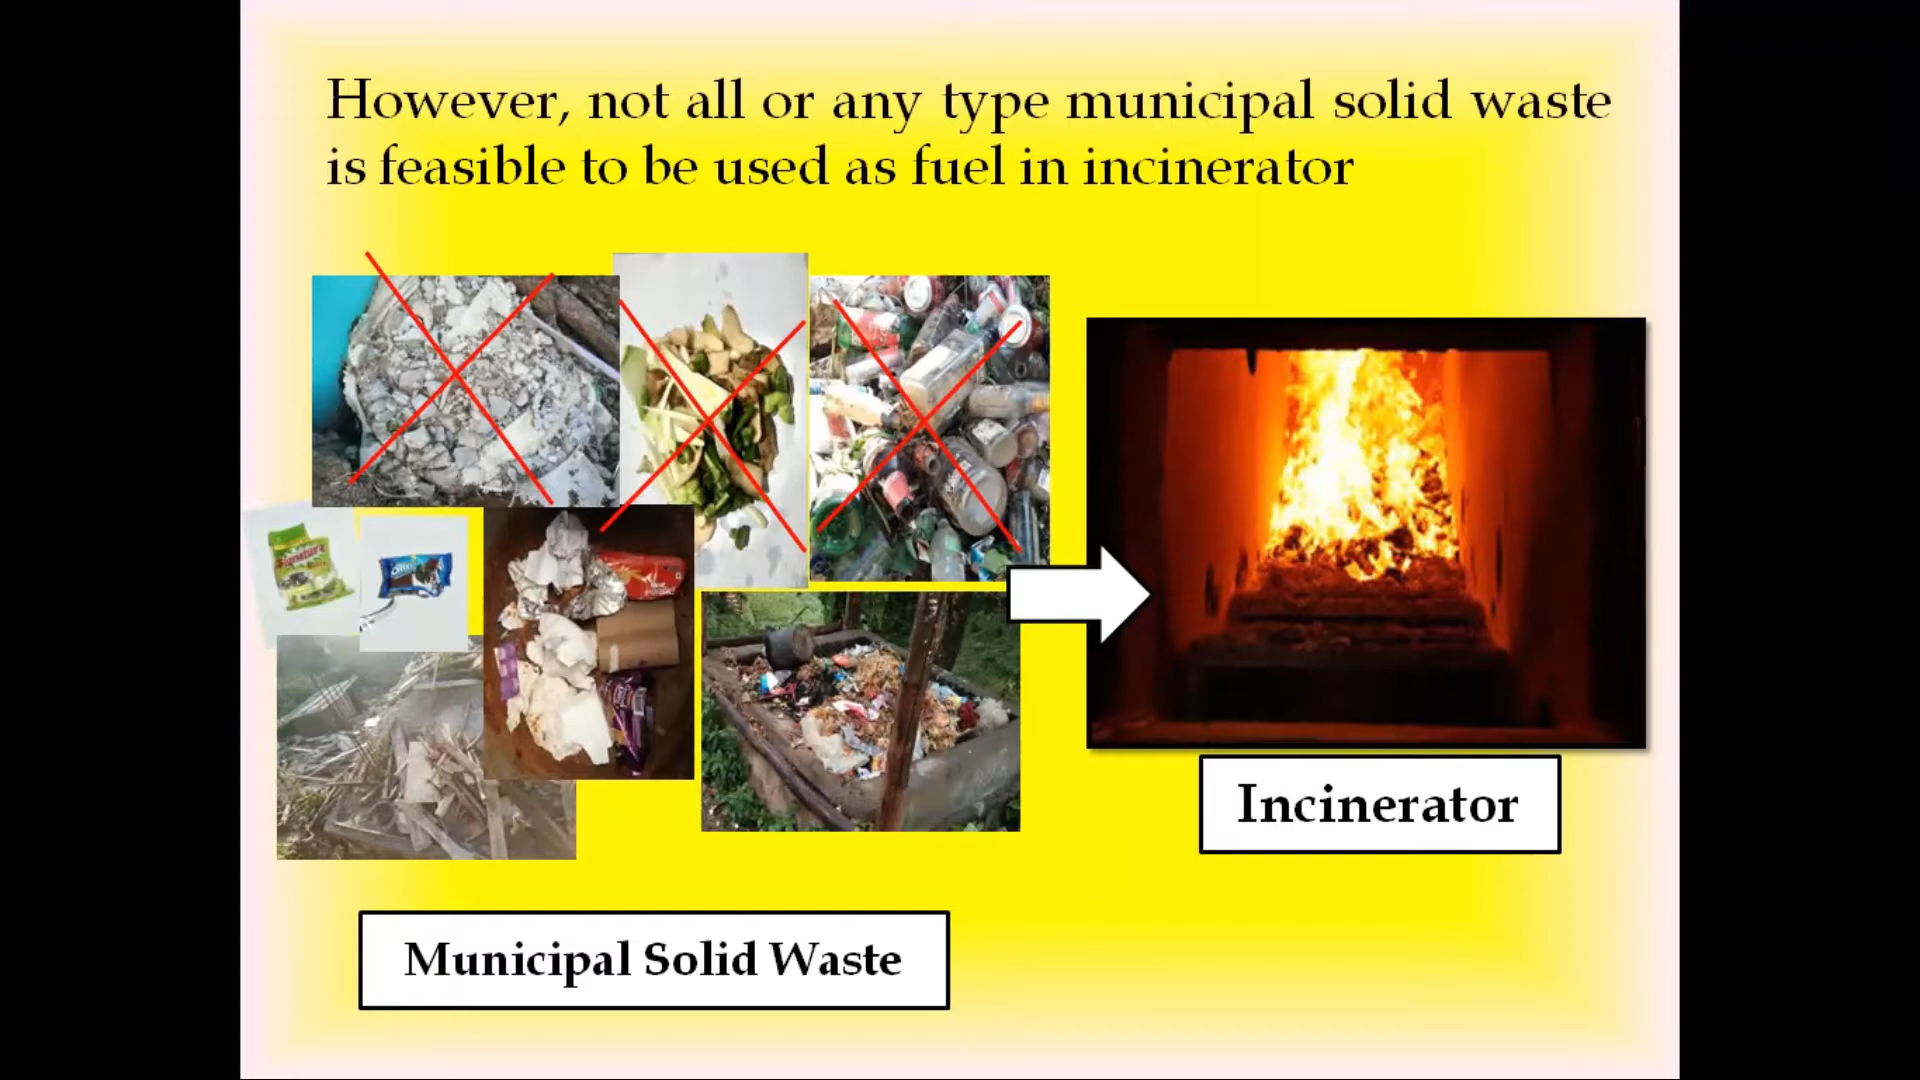 However, not all or any type municipal solid waste
is feasible to be used as fuel in incinerator
Signature
Incinerator
Municipal Solid Waste